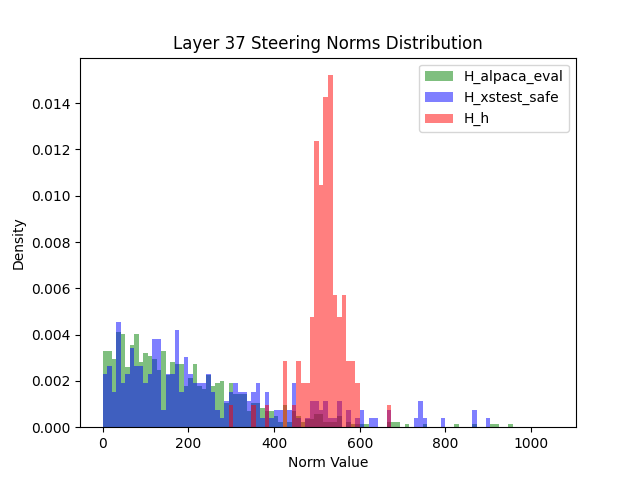 Layer 37 Steering Norms Distribution
H_alpaca_eval
H_xstest_safe
H_h
0.014
0.012
0.010
0.008
0.006
0.004
0.002
0.000
Density
0
200
400
600
800
1000
Norm Value